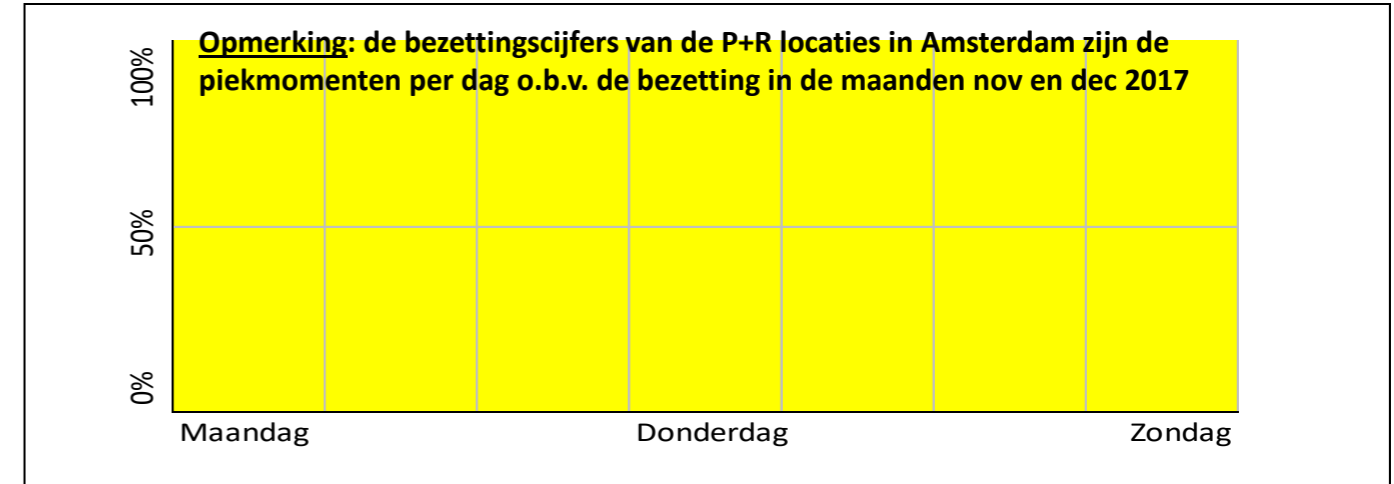 Opmerking: de bezettingscijfers van de P+R locaties in Amsterdam zijn de
piekmomenten per dag o.b.v. de bezetting in de maanden nov en dec 2017
100%
50%
0%
Maandag Donderdag Zondag